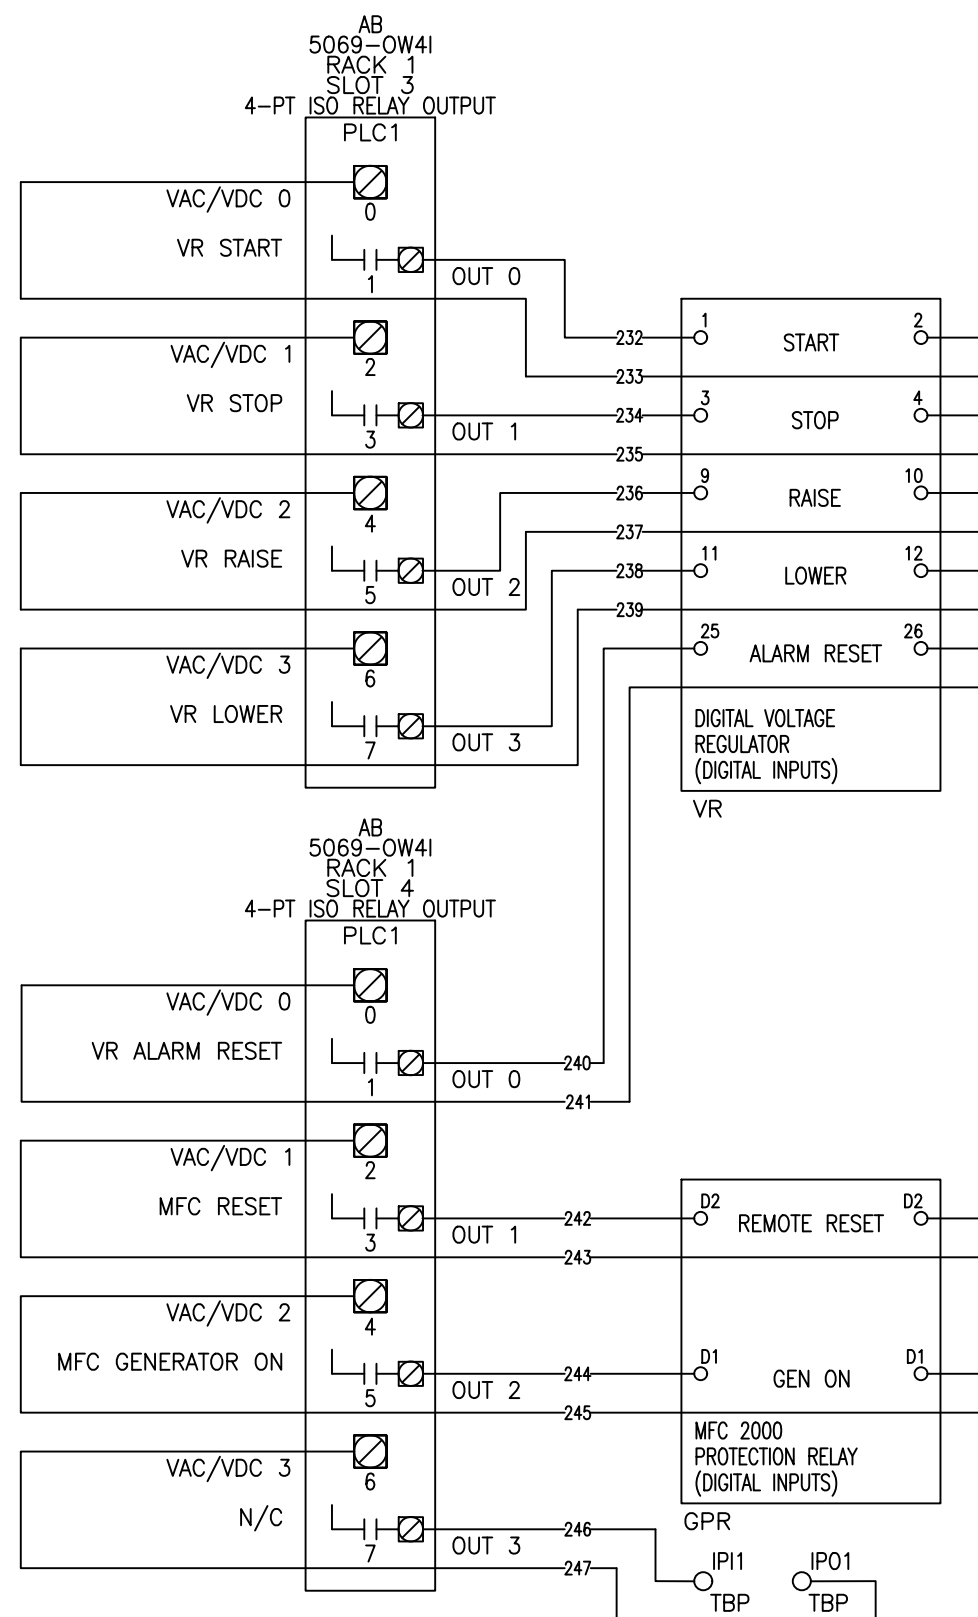 AB
5069-OW4I
RACK 1
SLOT 3
4-PT ISO RELAY OUTPUT
PLC1
VAC/VDC 0
0
VR START
1
OUT 0
VAC/VDC 1
2
VR STOP
3
OUT 1
VAC/VDC 2
4
VR RAISE
5
OUT 2
VAC/VDC 3
6
VR LOWER
7
OUT 3
232
233
234
235
236
237
238
239
1 START 2
3 STOP 4
9 RAISE 10
11 LOWER 12
25 ALARM RESET 26
DIGITAL VOLTAGE
REGULATOR
(DIGITAL INPUTS)
VR
AB
5069-OW4I
RACK 1
SLOT 4
4-PT ISO RELAY OUTPUT
PLC1
VAC/VDC 0
0
VR ALARM RESET
1
OUT 0
240
241
VAC/VDC 1
2
MFC RESET
3
OUT 1
242
243
VAC/VDC 2
4
MFC GENERATOR ON
5
OUT 2
244
245
VAC/VDC 3
6
N/C
7
OUT 3
246
247
D2 REMOTE RESET D2
D1 GEN ON D1
MFC 2000
PROTECTION RELAY
(DIGITAL INPUTS)
GPR
IPI1 IPO1
TBP TBP